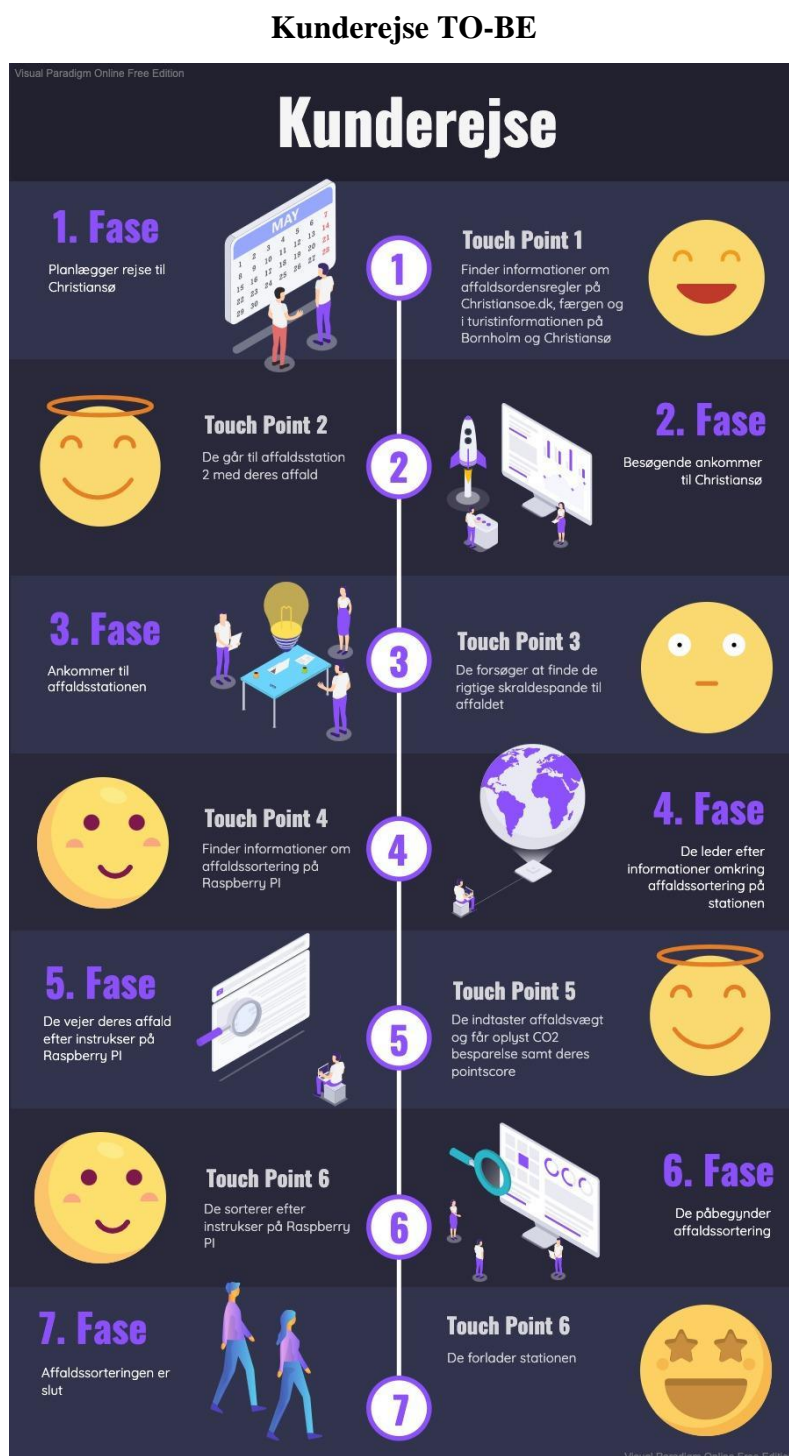 Kunderejse TO-BE
Visual Paradigm Online Free Edition
Kunderejse
1. Fase
Planlægger rejse til
Christiansø
MAY
1
Touch Point 1
Finder informationer om
affaldsordensregler på
Christiansoe.dk, færgen og
i turistinformationen på
Bornholm og Christiansø
Touch Point 2
De går til affaldsstation
2 med deres affald
2
2. Fase
Besøgende ankommer
til Christiansø
3. Fase
Ankommer til
affaldsstationen
3
Touch Point 3
De forsøger at finde de
rigtige skraldespande til
affaldet
Touch Point 4
Finder informationer om
affaldssortering på
Raspberry PI
4
4. Fase
De leder efter
informationer omkring
affaldssortering på
stationen
5. Fase
De vejer deres affald
efter instrukser på
Raspberry PI
5
Touch Point 5
De indtaster affaldsvægt
og får oplyst CO2
besparelse samt deres
pointscore
Touch Point 6
De sorterer efter
instrukser på Raspberry
PI
6
6. Fase
De påbegynder
affaldssortering
7. Fase
Affaldssorteringen er
slut
7
Touch Point 6
De forlader stationen
Visual Paradigm Online Free Editio